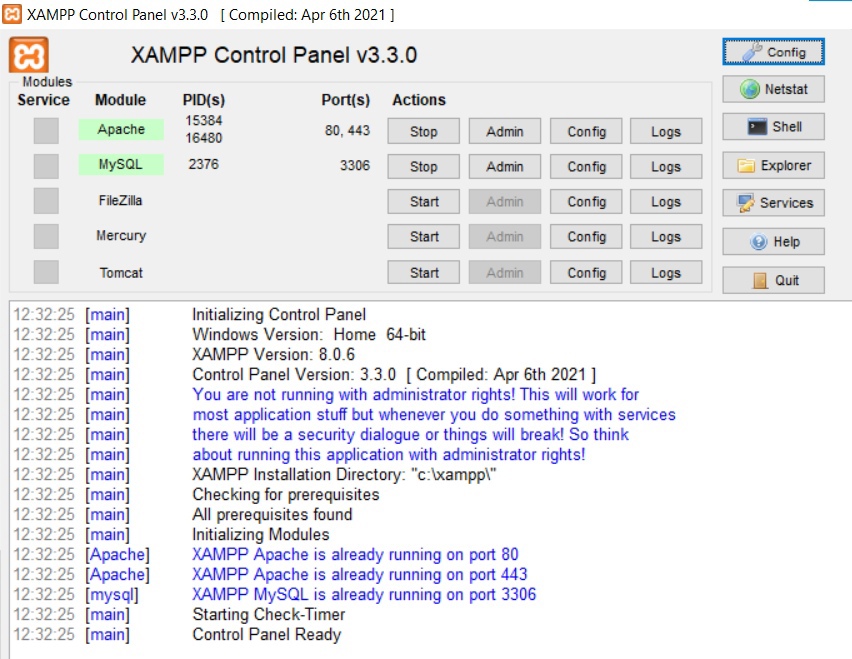 XAMPP Control Panel v3.3.0 [ Compiled: Apr 6th 2021 ]
XAMPP Control Panel v3.3.0
Config
Modules
Service Module PID(s) Port(s) Actions
Netstat
Apache 15384 16480 80, 443 Stop Admin Config Logs
Shell
MySQL 2376 3306 Stop Admin Config Logs
Explorer
FileZilla Start Admin Config Logs
Services
Mercury Start Admin Config Logs
Help
Tomcat Start Admin Config Logs
Quit
12:32:25 [main] Initializing Control Panel
12:32:25 [main] Windows Version: Home 64-bit
12:32:25 [main] XAMPP Version: 8.0.6
12:32:25 [main] Control Panel Version: 3.3.0 [ Compiled: Apr 6th 2021 ]
12:32:25 [main] You are not running with administrator rights! This will work for
12:32:25 [main] most application stuff but whenever you do something with services
12:32:25 [main] there will be a security dialogue or things will break! So think
12:32:25 [main] about running this application with administrator rights!
12:32:25 [main] XAMPP Installation Directory: "c:\xampp\"
12:32:25 [main] Checking for prerequisites
12:32:25 [main] All prerequisites found
12:32:25 [main] Initializing Modules
12:32:25 [Apache] XAMPP Apache is already running on port 80
12:32:25 [Apache] XAMPP Apache is already running on port 443
12:32:25 [mysql] XAMPP MySQL is already running on port 3306
12:32:25 [main] Starting Check-Timer
12:32:25 [main] Control Panel Ready